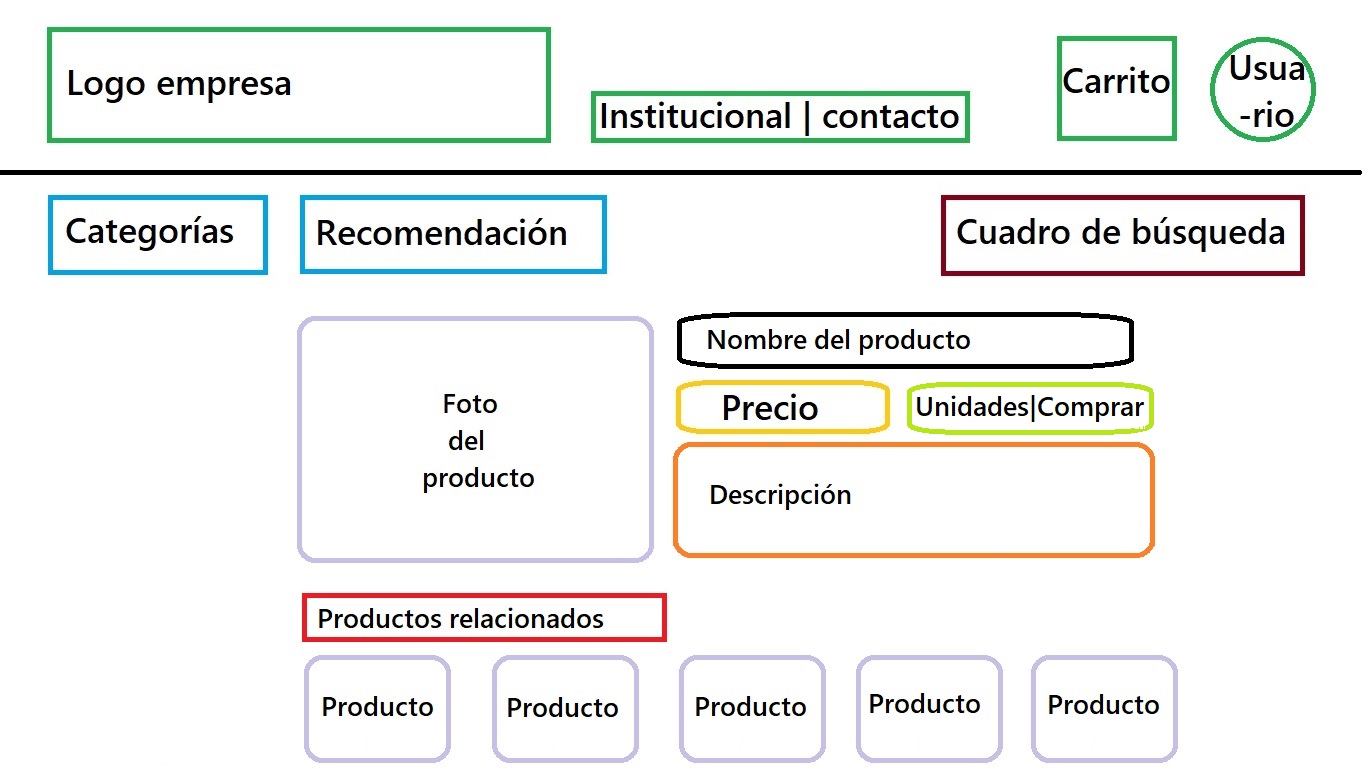 Logo empresa
Institucional | contacto
Carrito
Usua
-rio
Categorías
Recomendación
Cuadro de búsqueda
Foto
del
producto
Nombre del producto
Precio
Unidades|Comprar
Descripción
Productos relacionados
Producto
Producto
Producto
Producto
Producto